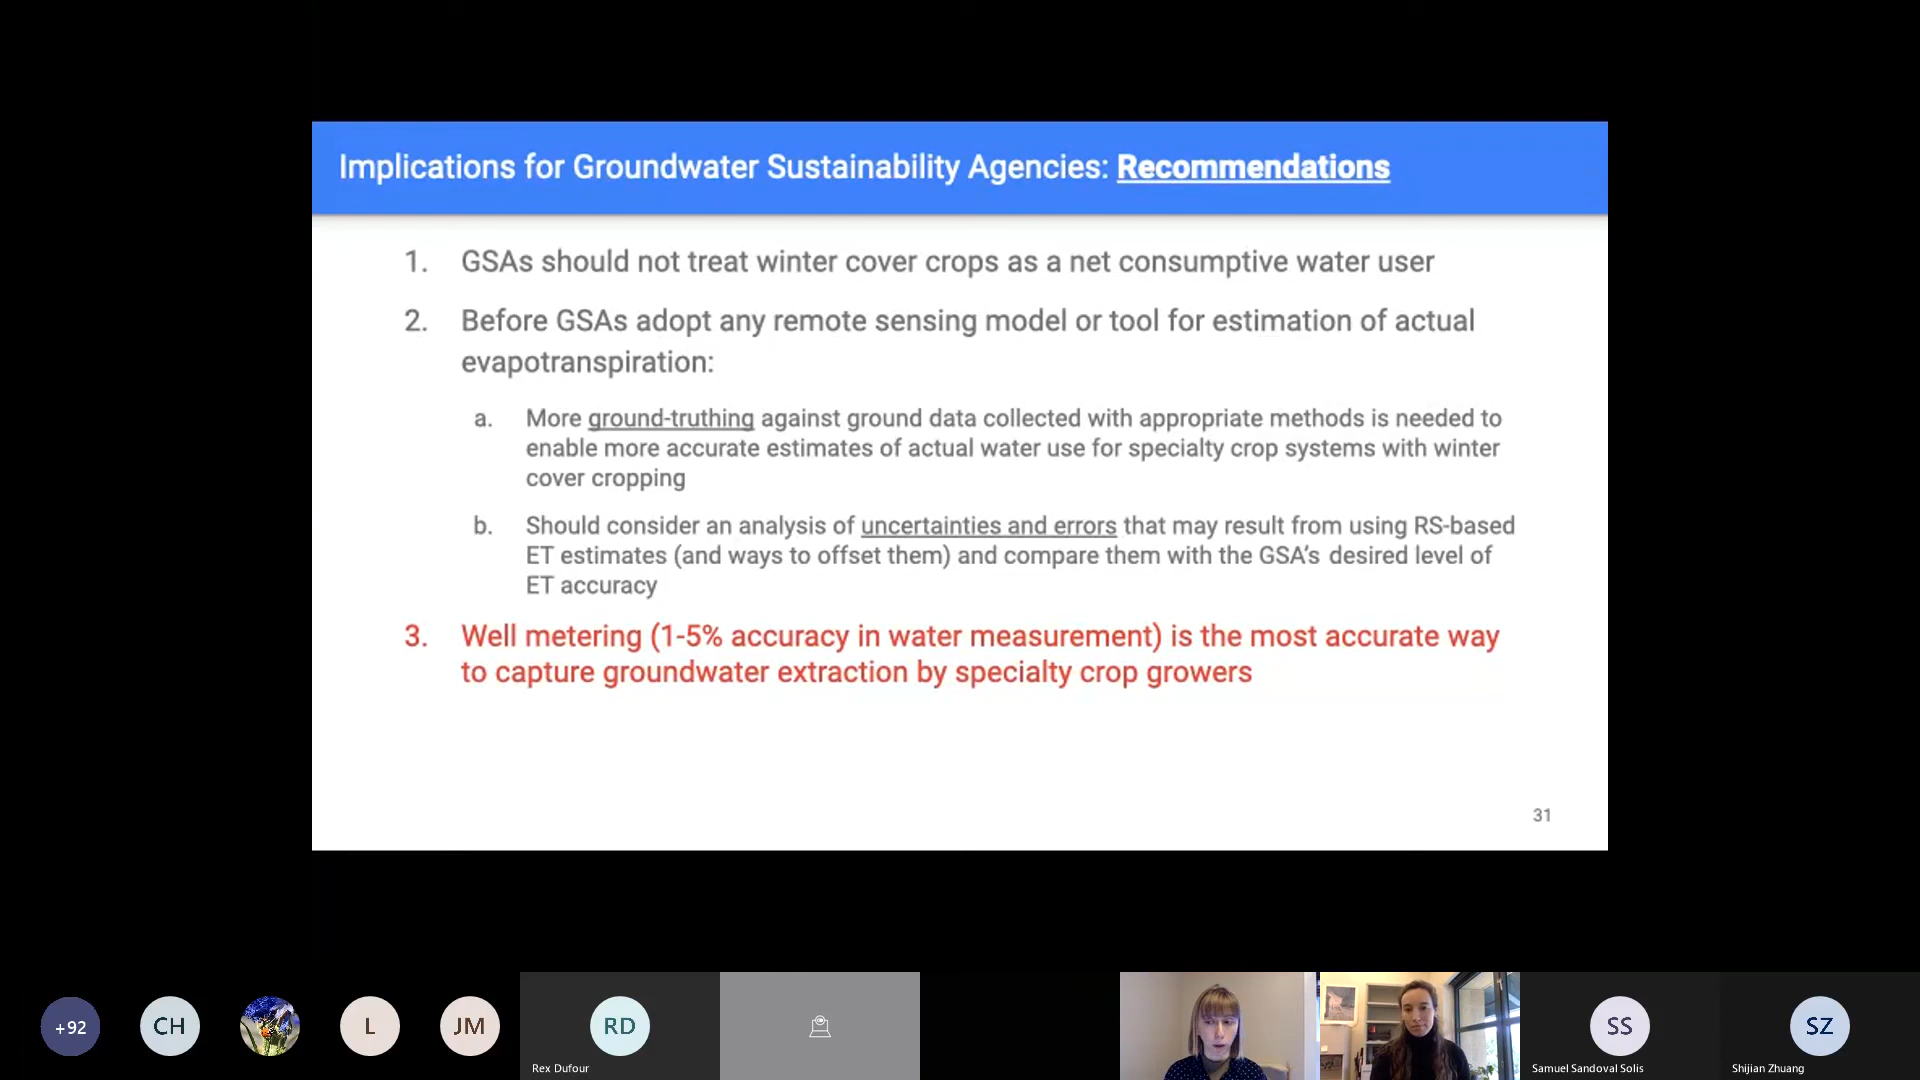 Implications for Groundwater Sustainability Agencies: Recommendations
1. GSAs should not treat winter cover crops as a net consumptive water user
2. Before GSAs adopt any remote sensing model or tool for estimation of actual
evapotranspiration:
a. More ground-truthing against ground data collected with appropriate methods is needed to
enable more accurate estimates of actual water use for specialty crop systems with winter
cover cropping
b. Should consider an analysis of uncertainties and errors that may result from using RS-based
ET estimates (and ways to offset them) and compare them with the GSA’s desired level of
ET accuracy
3. Well metering (1-5% accuracy in water measurement) is the most accurate way
to capture groundwater extraction by specialty crop growers
31
+92
CH
L
JM
RD
Rex Dufour
SS
Samuel Sandoval Solis
SZ
Shijian Zhuang